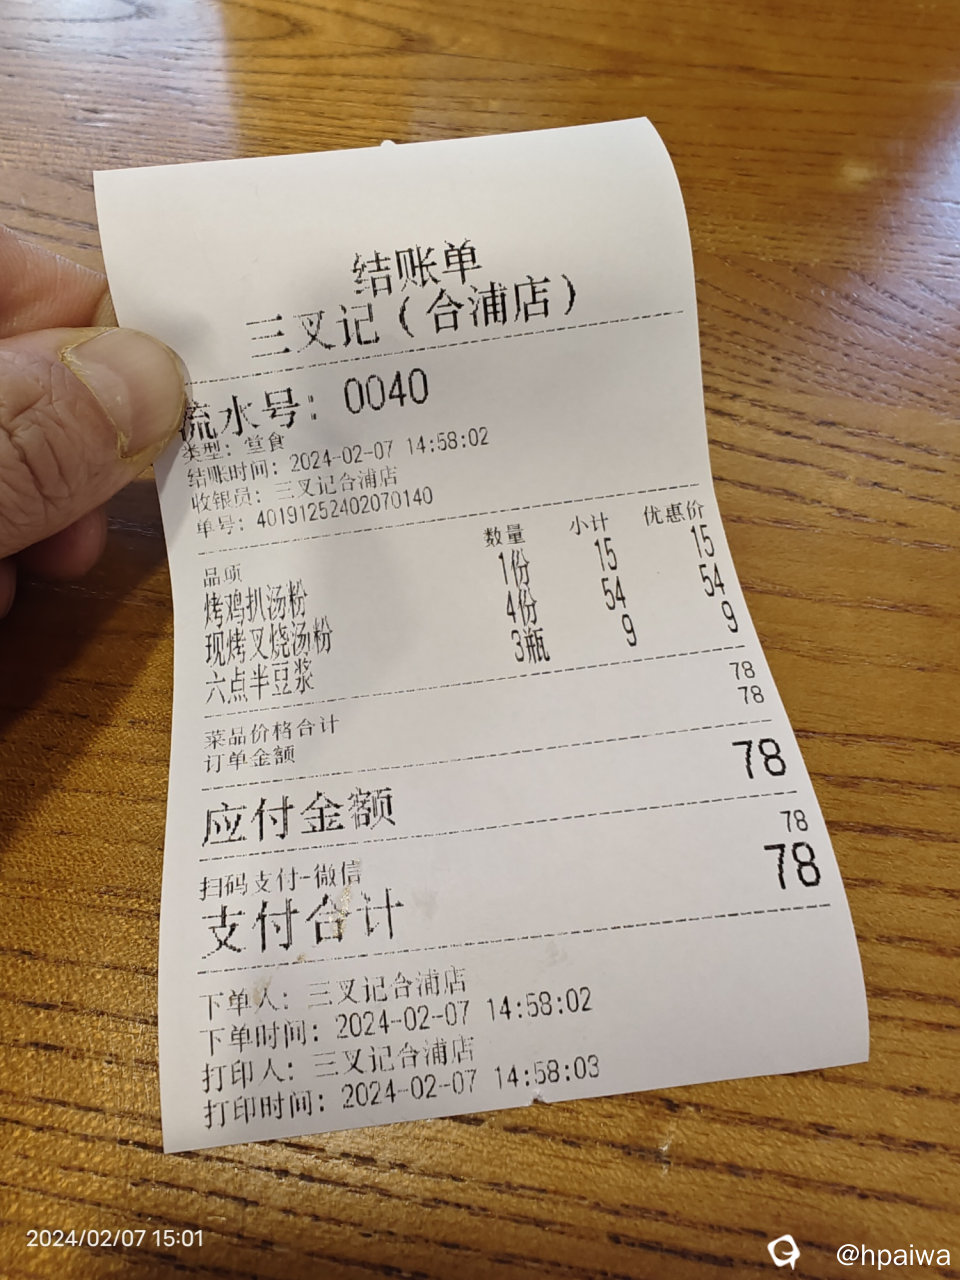 结账单
三叉记（合浦店）
流水号：0040
类型：堂食
结账时间：2024-02-07 14:58:02
收银员：三叉记合浦店
单号：40191252402070140
品项 数量 小计 优惠价
烤鸡扒汤粉 1份 15 15
现烤叉烧汤粉 4份 54 54
六点半豆浆 3瓶 9 9
菜品价格合计 78
订单金额 78
应付金额 78
扫码支付-微信 78
支付合计 78
下单人：三叉记合浦店
下单时间：2024-02-07 14:58:02
打印人：三叉记合浦店
打印时间：2024-02-07 14:58:03
2024/02/07 15:01
@hpaiwa